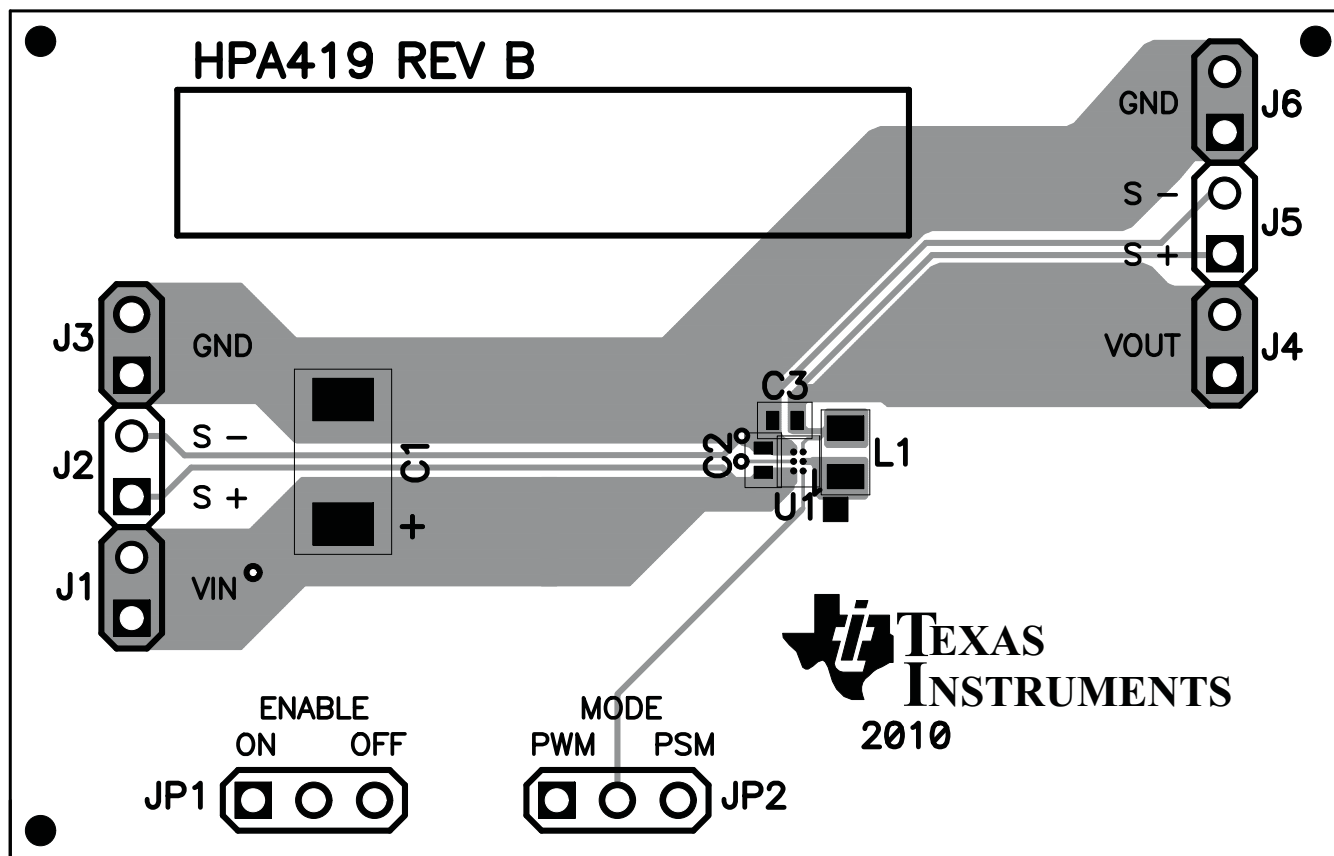 HPA419 REV B
GND
J6
S -
J5
S +
J3
GND
VOUT
J4
C3
S -
J2
S +
C1
+
C2
L1
U1
J1
VIN
TEXAS
INSTRUMENTS
2010
ENABLE
ON
OFF
JP1
MODE
PWM
PSM
JP2